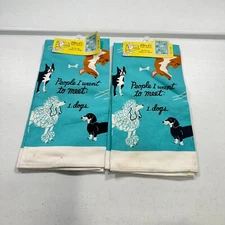 People I want
to meet:
1. dogs.
People I want
to meet:
1. dogs.